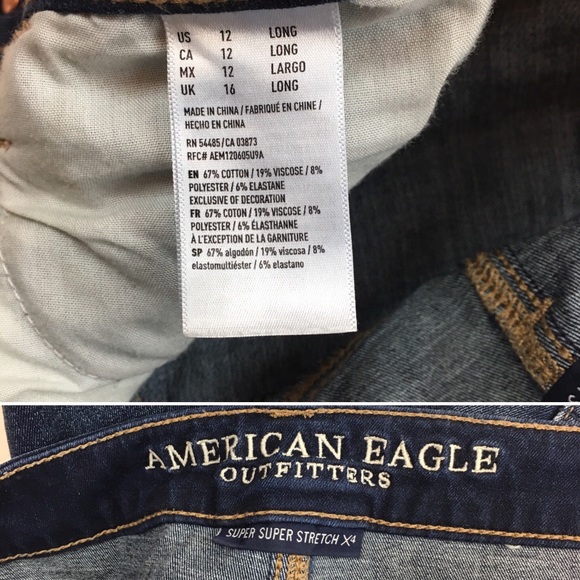 US 12 LONG
CA 12 LONG
MX 12 LARGO
UK 16 LONG
MADE IN CHINA / FABRIQUÉ EN CHINE /
HECHO EN CHINA
RN 54485/CA 03873
RFC# AEM120605U9A
EN 67% COTTON / 19% VISCOSE / 8%
POLYESTER / 6% ELASTANE
EXCLUSIVE OF DECORATION
FR 67% COTON / 19% VISCOSE / 8%
POLYESTER / 6% ÉLASTHANNE
À L'EXCEPTION DE LA GARNITURE
SP 67% algodón / 19% viscosa / 8%
elastomultiéster / 6% elastano
AMERICAN EAGLE
OUTFITTERS
SUPER SUPER STRETCH X4